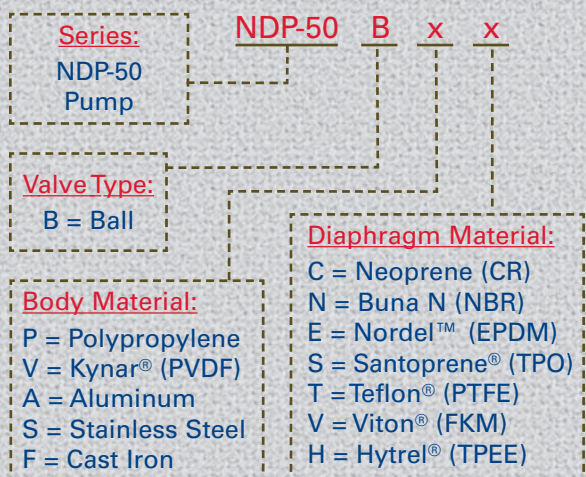 NDP-50 B x x
Series:
NDP-50
Pump
Valve Type:
B = Ball
Body Material:
P = Polypropylene
V = Kynar® (PVDF)
A = Aluminum
S = Stainless Steel
F = Cast Iron
Diaphragm Material:
C = Neoprene (CR)
N = Buna N (NBR)
E = Nordel™ (EPDM)
S = Santoprene® (TPO)
T = Teflon® (PTFE)
V = Viton® (FKM)
H = Hytrel® (TPEE)